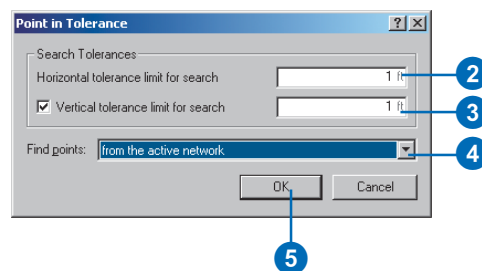 Point in Tolerance
Search Tolerances
Horizontal tolerance limit for search 1 ft 2
Vertical tolerance limit for search 1 ft 3
Find points: from the active network 4
OK Cancel
5